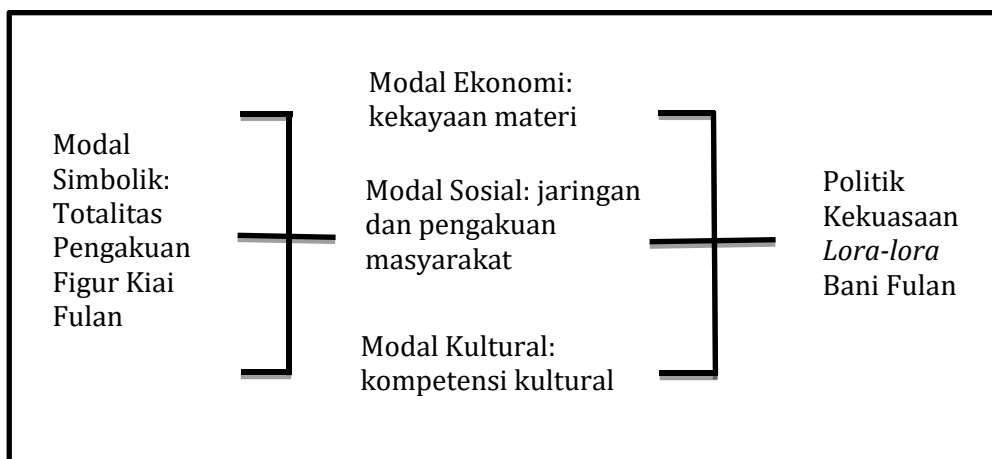 Modal
Simbolik:
Totalitas
Pengakuan
Figur Kiai
Fulan
Modal Ekonomi:
kekayaan materi
Modal Sosial: jaringan
dan pengakuan
masyarakat
Modal Kultural:
kompetensi kultural
Politik
Kekuasaan
Lora-lora
Bani Fulan